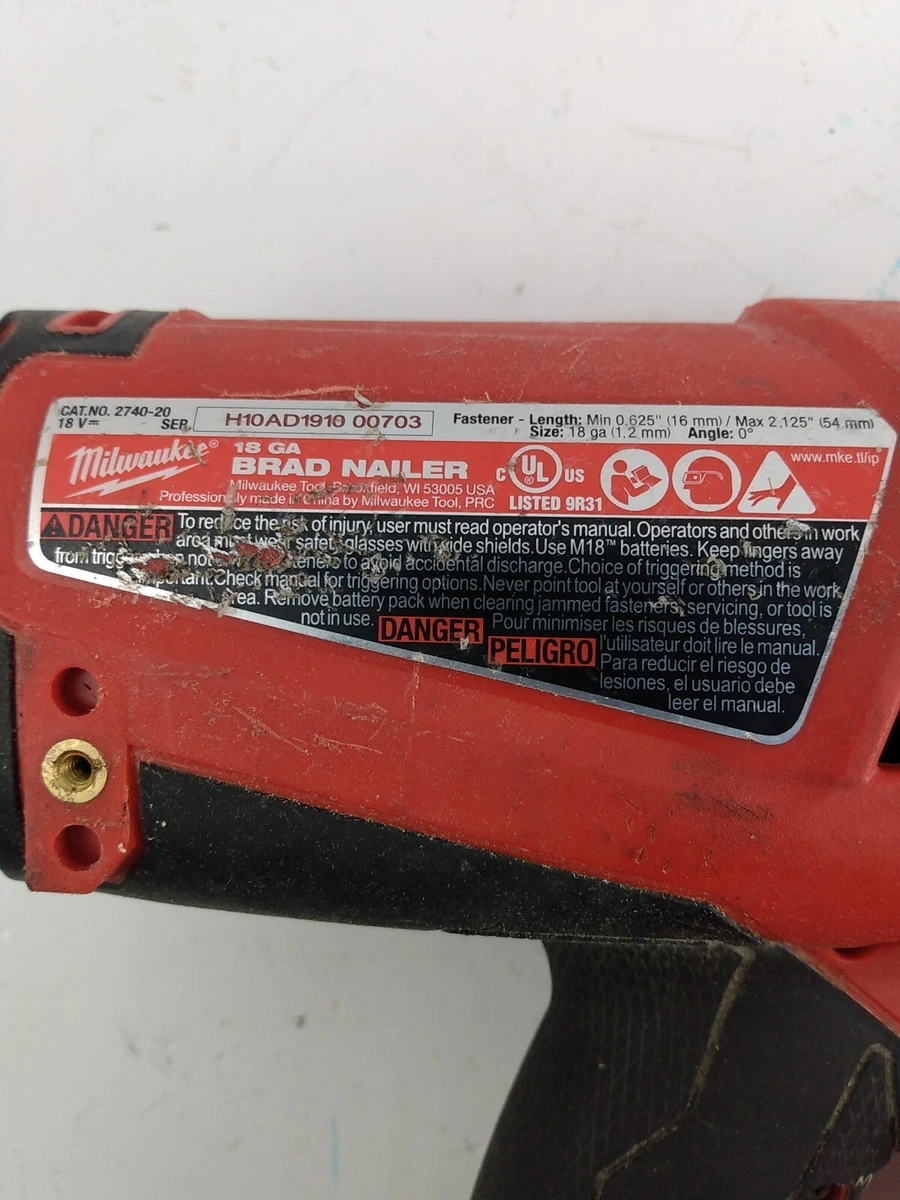 CAT.NO. 2740-20
18 V⎓ SER. H10AD1910 00703
Fastener - Length: Min 0.625" (16 mm) / Max 2.125" (54 mm)
Size: 18 ga (1.2 mm) Angle: 0°
Milwaukee®
18 GA
BRAD NAILER
Milwaukee Tool, Brookfield, WI 53005 USA
Professionally made in China by Milwaukee Tool, PRC
C UL ® US
LISTED 9R31
www.mke.tl/ip
DANGER To reduce the risk of injury, user must read operator's manual. Operators and others in work
area must wear safety glasses with wide shields. Use M18™ batteries. Keep fingers away
from trigger when not to avoid accidental discharge. Choice of triggering method is
important. Check manual for triggering options. Never point tool at yourself or others in the work
area. Remove battery pack when clearing jammed fasteners, servicing, or tool is
not in use. DANGER Pour minimiser les risques de blessures,
PELIGRO l'utilisateur doit lire le manual.
Para reducir el riesgo de
lesiones, el usuario debe
leer el manual.